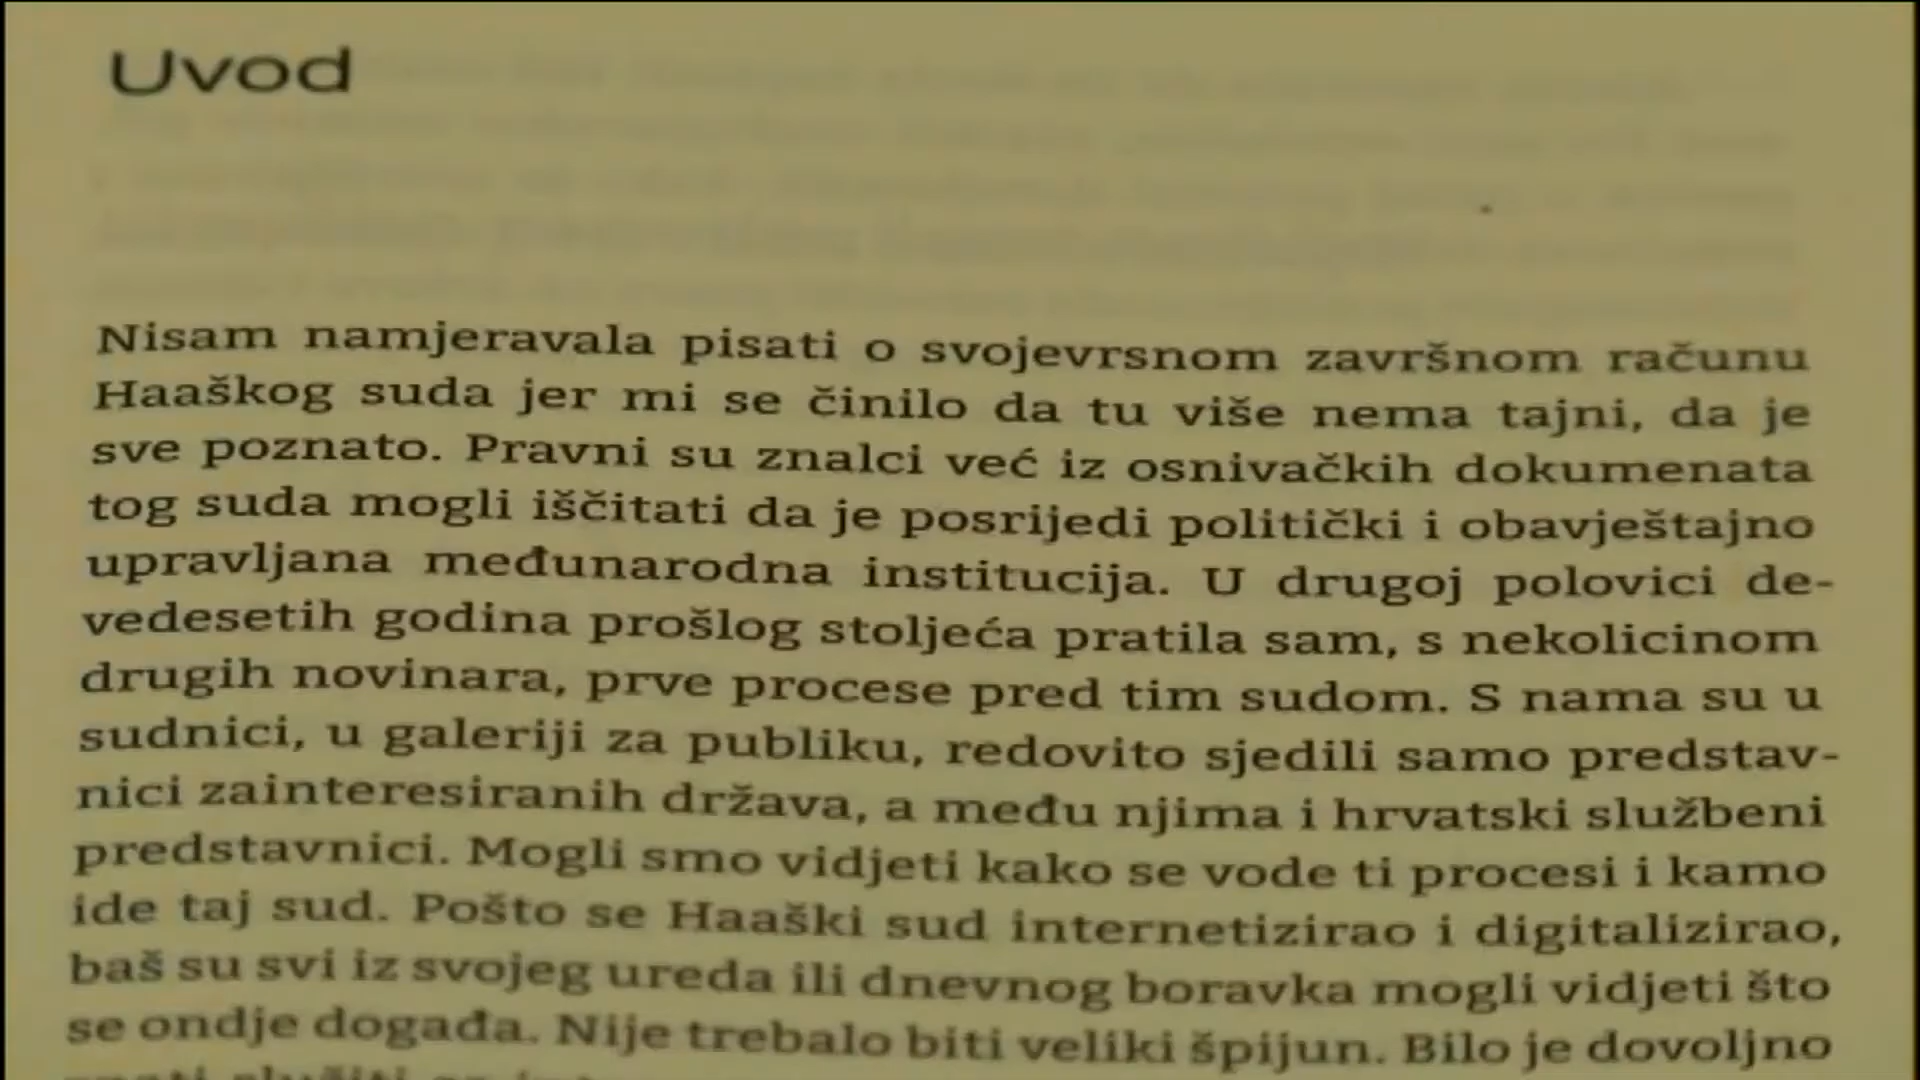 Uvod
Nisam namjeravala pisati o svojevrsnom završnom računu
Haaškog suda jer mi se činilo da tu više nema tajni, da je
sve poznato. Pravni su znalci već iz osnivačkih dokumenata
tog suda mogli iščitati da je posrijedi politički i obavještajno
upravljana međunarodna institucija. U drugoj polovici de-
vedesetih godina prošlog stoljeća pratila sam, s nekolicinom
drugih novinara, prve procese pred tim sudom. S nama su u
sudnici, u galeriji za publiku, redovito sjedili samo predstav-
nici zainteresiranih država, a među njima i hrvatski službeni
predstavnici. Mogli smo vidjeti kako se vode ti procesi i kamo
ide taj sud. Pošto se Haaški sud internetizirao i digitalizirao,
baš su svi iz svojeg ureda ili dnevnog boravka mogli vidjeti što
se ondje događa. Nije trebalo biti veliki špijun. Bilo je dovoljno